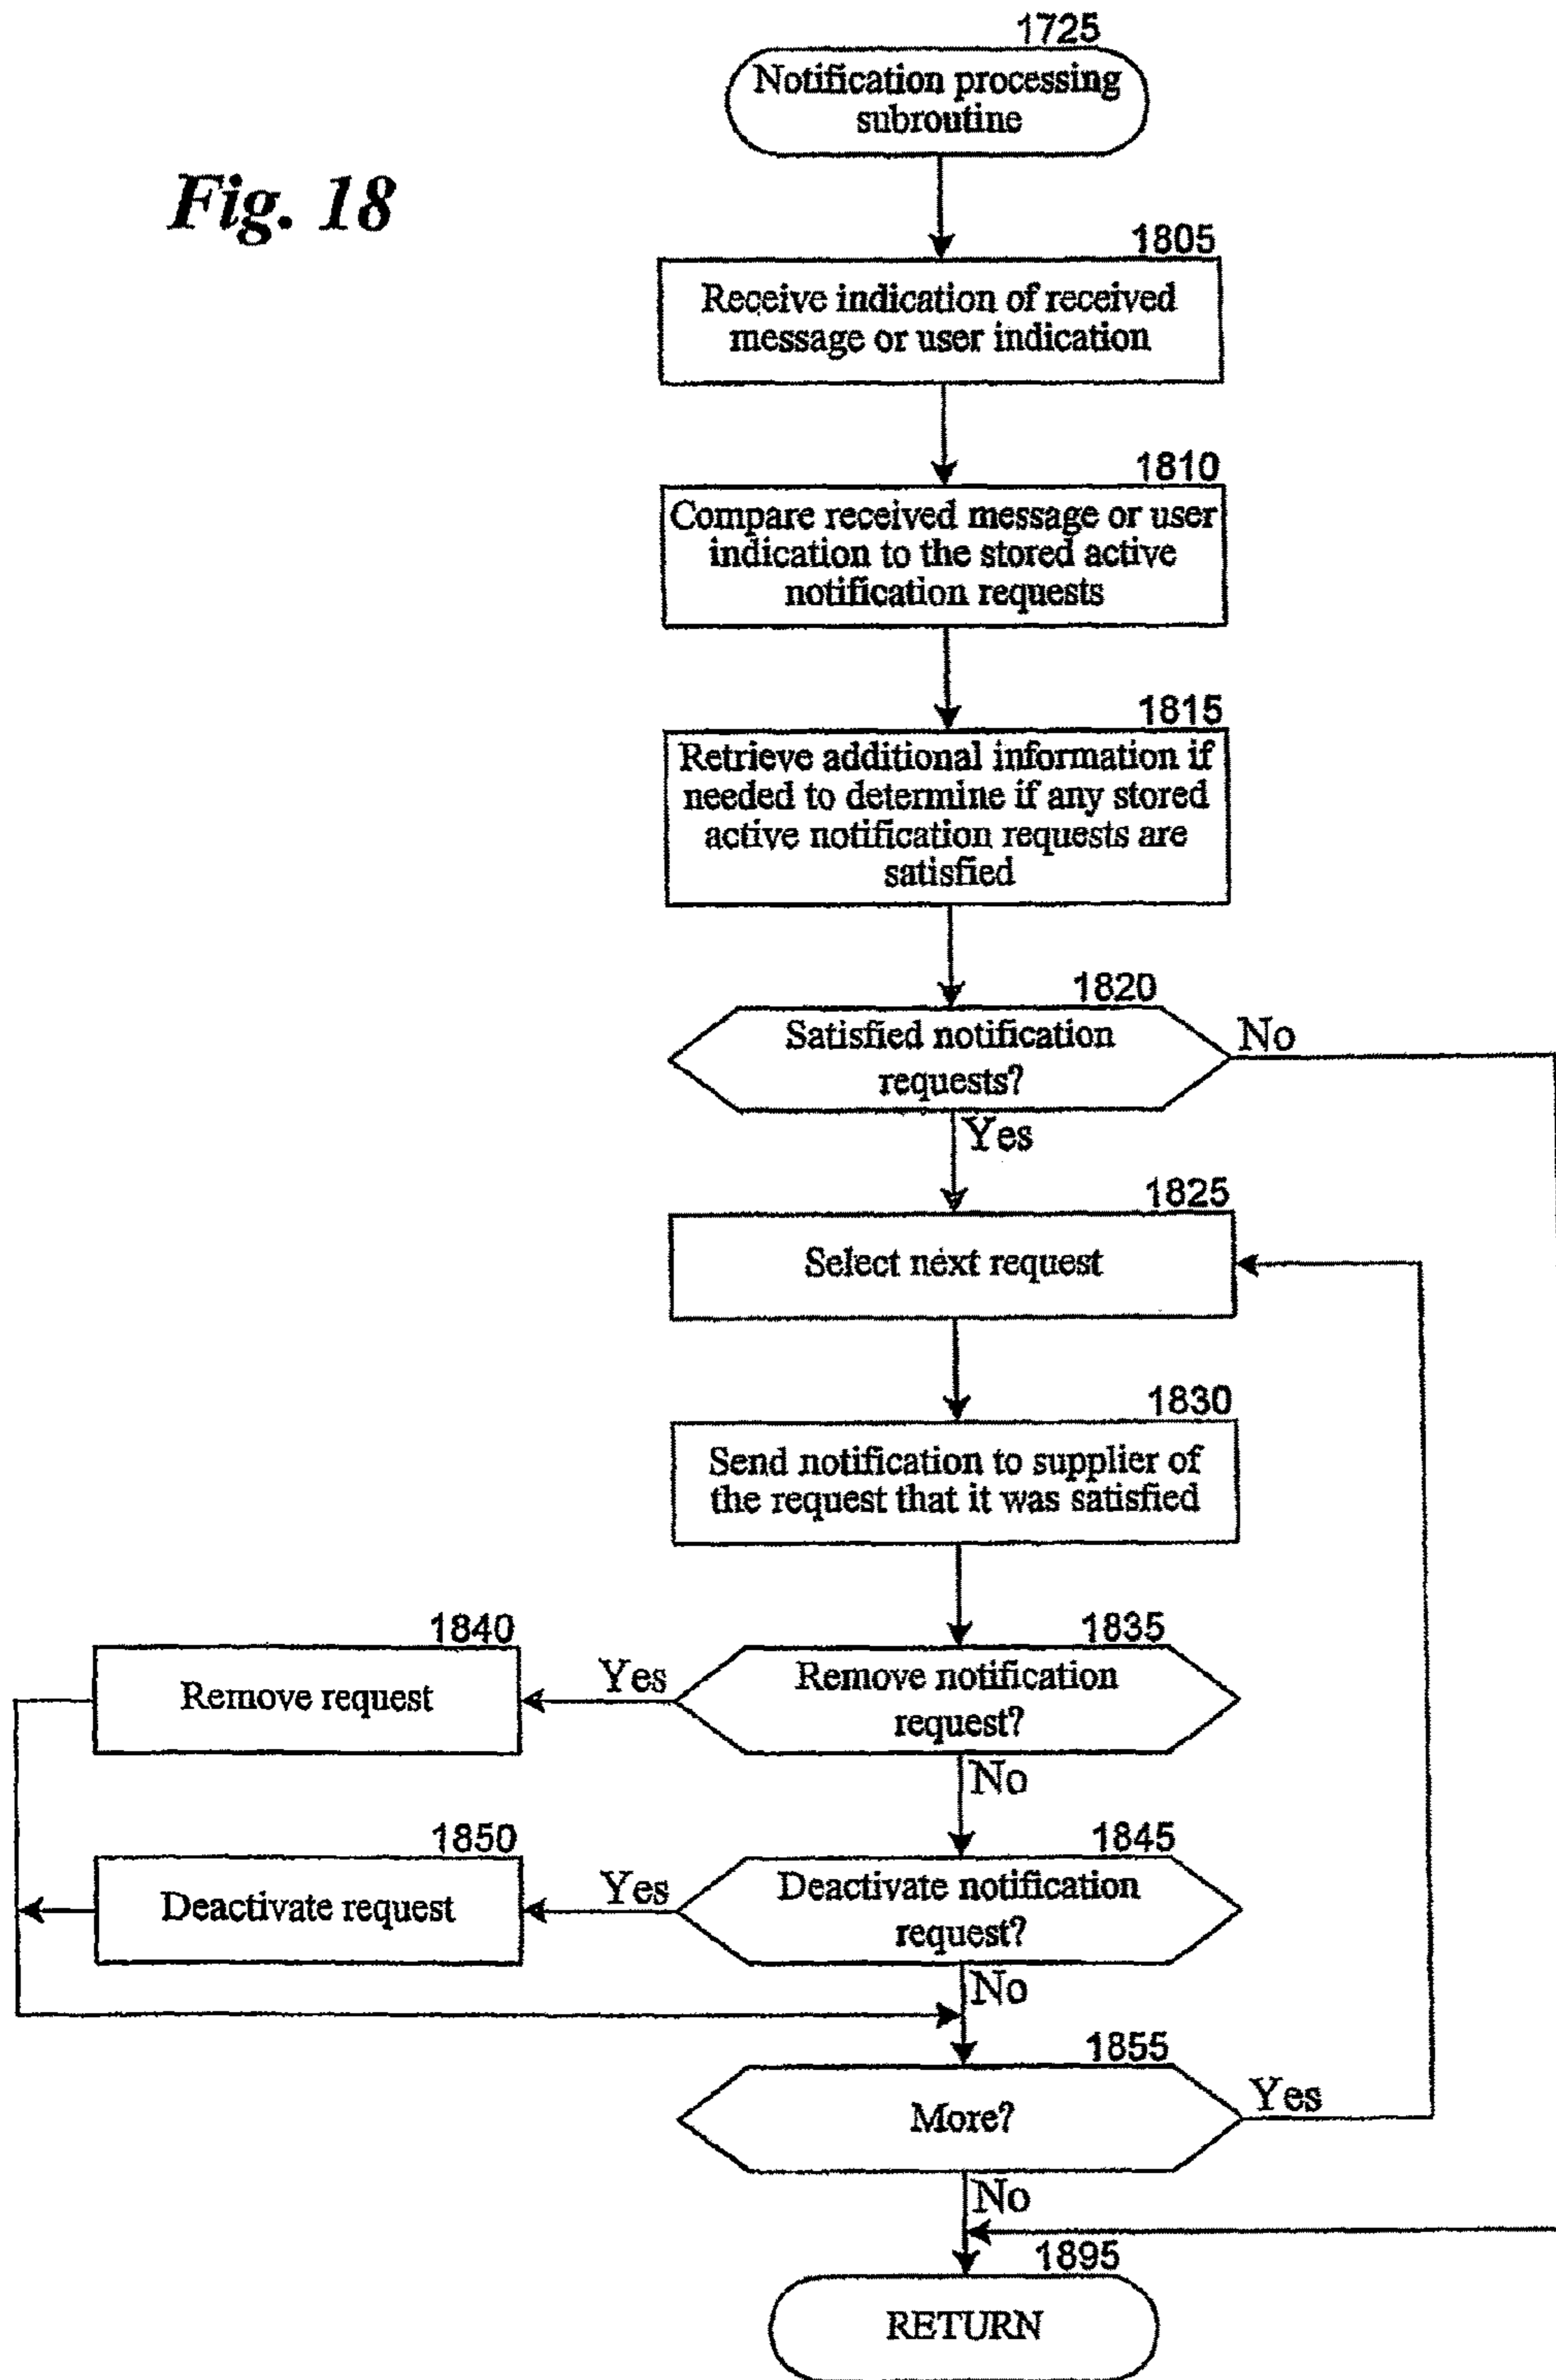 1725
Notification processing
subroutine
Fig. 18
1805
Receive indication of received
message or user indication
1810
Compare received message or user
indication to the stored active
notification requests
1815
Retrieve additional information if
needed to determine if any stored
active notification requests are
satisfied
1820
Satisfied notification
requests?
No
Yes
1825
Select next request
1830
Send notification to supplier of
the request that it was satisfied
1840
Remove request
Yes
1835
Remove notification
request?
No
1850
Deactivate request
Yes
1845
Deactivate notification
request?
No
1855
More?
Yes
No
1895
RETURN